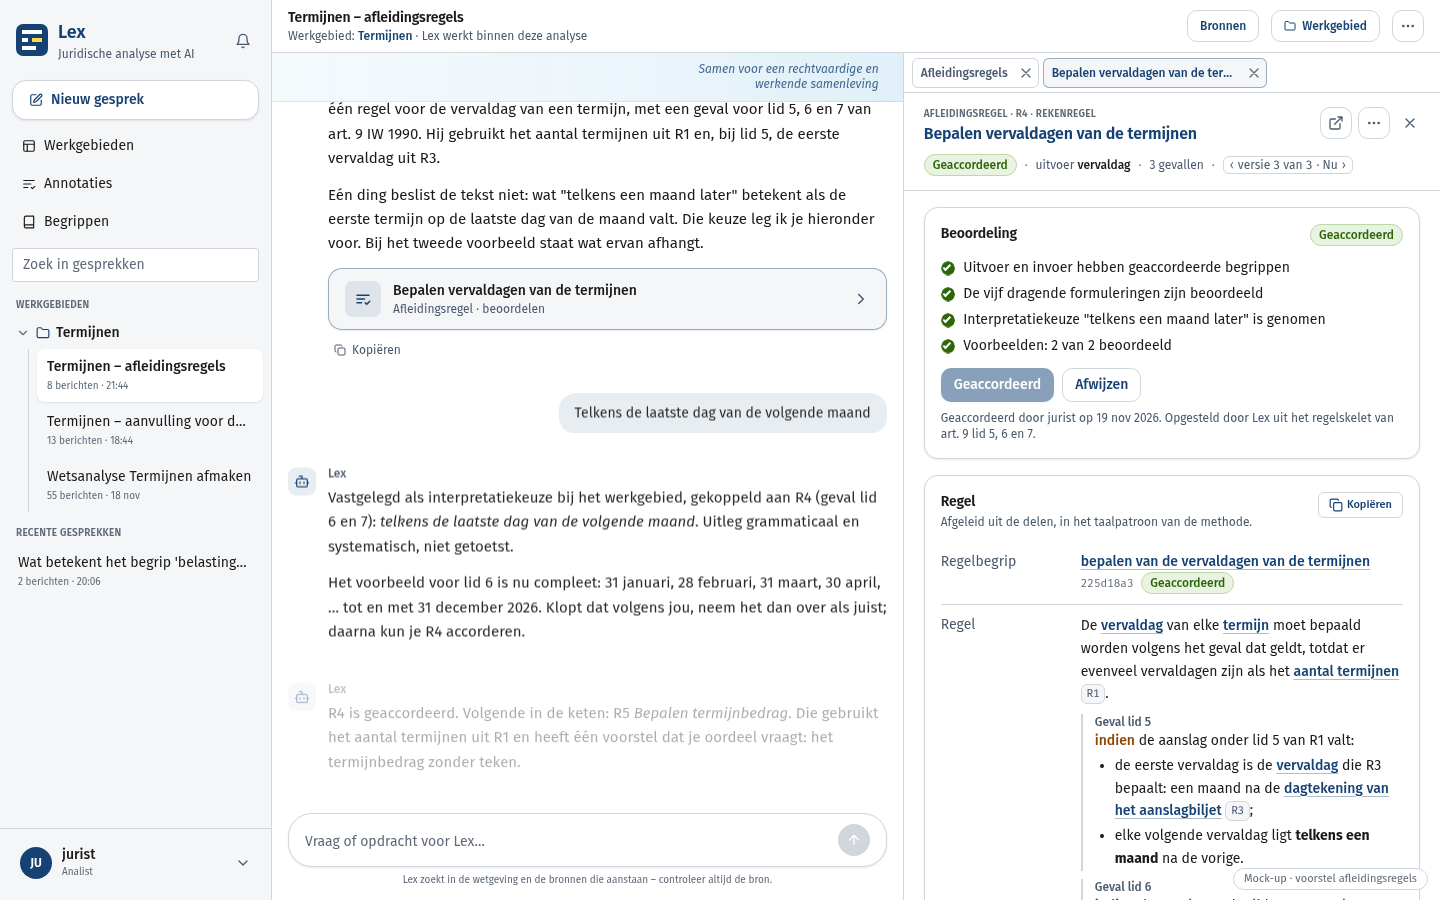 Lex
Juridische analyse met AI
Nieuw gesprek
Werkgebieden
Annotaties
Begrippen
Zoek in gesprekken
WERKGEBIEDEN
Termijnen
Termijnen – afleidingsregels
8 berichten · 21:44
Termijnen – aanvulling voor d...
13 berichten · 18:44
Wetsanalyse Termijnen afmaken
55 berichten · 18 nov
RECENTE GESPREKKEN
Wat betekent het begrip 'belasting...
2 berichten · 20:06
JU
jurist
Analist
Termijnen – afleidingsregels
Werkgebied: Termijnen · Lex werkt binnen deze analyse
Bronnen
Werkgebied
Samen voor een rechtvaardige en
werkende samenleving
één regel voor de vervaldag van een termijn, met een geval voor lid 5, 6 en 7 van
art. 9 IW 1990. Hij gebruikt het aantal termijnen uit R1 en, bij lid 5, de eerste
vervaldag uit R3.
Eén ding beslist de tekst niet: wat "telkens een maand later" betekent als de
eerste termijn op de laatste dag van de maand valt. Die keuze leg ik je hieronder
voor. Bij het tweede voorbeeld staat wat ervan afhangt.
Bepalen vervaldagen van de termijnen
Afleidingsregel · beoordelen
Kopiëren
Telkens de laatste dag van de volgende maand
Lex
Vastgelegd als interpretatiekeuze bij het werkgebied, gekoppeld aan R4 (geval lid
6 en 7): telkens de laatste dag van de volgende maand. Uitleg grammaticaal en
systematisch, niet getoetst.
Het voorbeeld voor lid 6 is nu compleet: 31 januari, 28 februari, 31 maart, 30 april,
... tot en met 31 december 2026. Klopt dat volgens jou, neem het dan over als juist;
daarna kun je R4 accorderen.
Lex
R4 is geaccordeerd. Volgende in de keten: R5 Bepalen termijnbedrag. Die gebruikt
het aantal termijnen uit R1 en heeft één voorstel dat je oordeel vraagt: het
termijnbedrag zonder teken.
Vraag of opdracht voor Lex...
Lex zoekt in de wetgeving en de bronnen die aanstaan – controleer altijd de bron.
Afleidingsregels
Bepalen vervaldagen van de ter...
AFLEIDINGSREGEL · R4 · REKENREGEL
Bepalen vervaldagen van de termijnen
Geaccordeerd · uitvoer vervaldag · 3 gevallen · ‹ versie 3 van 3 · Nu ›
Beoordeling
Geaccordeerd
Uitvoer en invoer hebben geaccordeerde begrippen
De vijf dragende formuleringen zijn beoordeeld
Interpretatiekeuze "telkens een maand later" is genomen
Voorbeelden: 2 van 2 beoordeeld
Geaccordeerd
Afwijzen
Geaccordeerd door jurist op 19 nov 2026. Opgesteld door Lex uit het regelskelet van
art. 9 lid 5, 6 en 7.
Regel
Kopiëren
Afgeleid uit de delen, in het taalpatroon van de methode.
Regelbegrip
bepalen van de vervaldagen van de termijnen
225d18a3 Geaccordeerd
Regel
De vervaldag van elke termijn moet bepaald
worden volgens het geval dat geldt, totdat er
evenveel vervaldagen zijn als het aantal termijnen
R1.
Geval lid 5
indien de aanslag onder lid 5 van R1 valt:
• de eerste vervaldag is de vervaldag die R3
bepaalt: een maand na de dagtekening van
het aanslagbiljet R3;
• elke volgende vervaldag ligt telkens een
maand na de vorige.
Geval lid 6
Mock-up · voorstel afleidingsregels